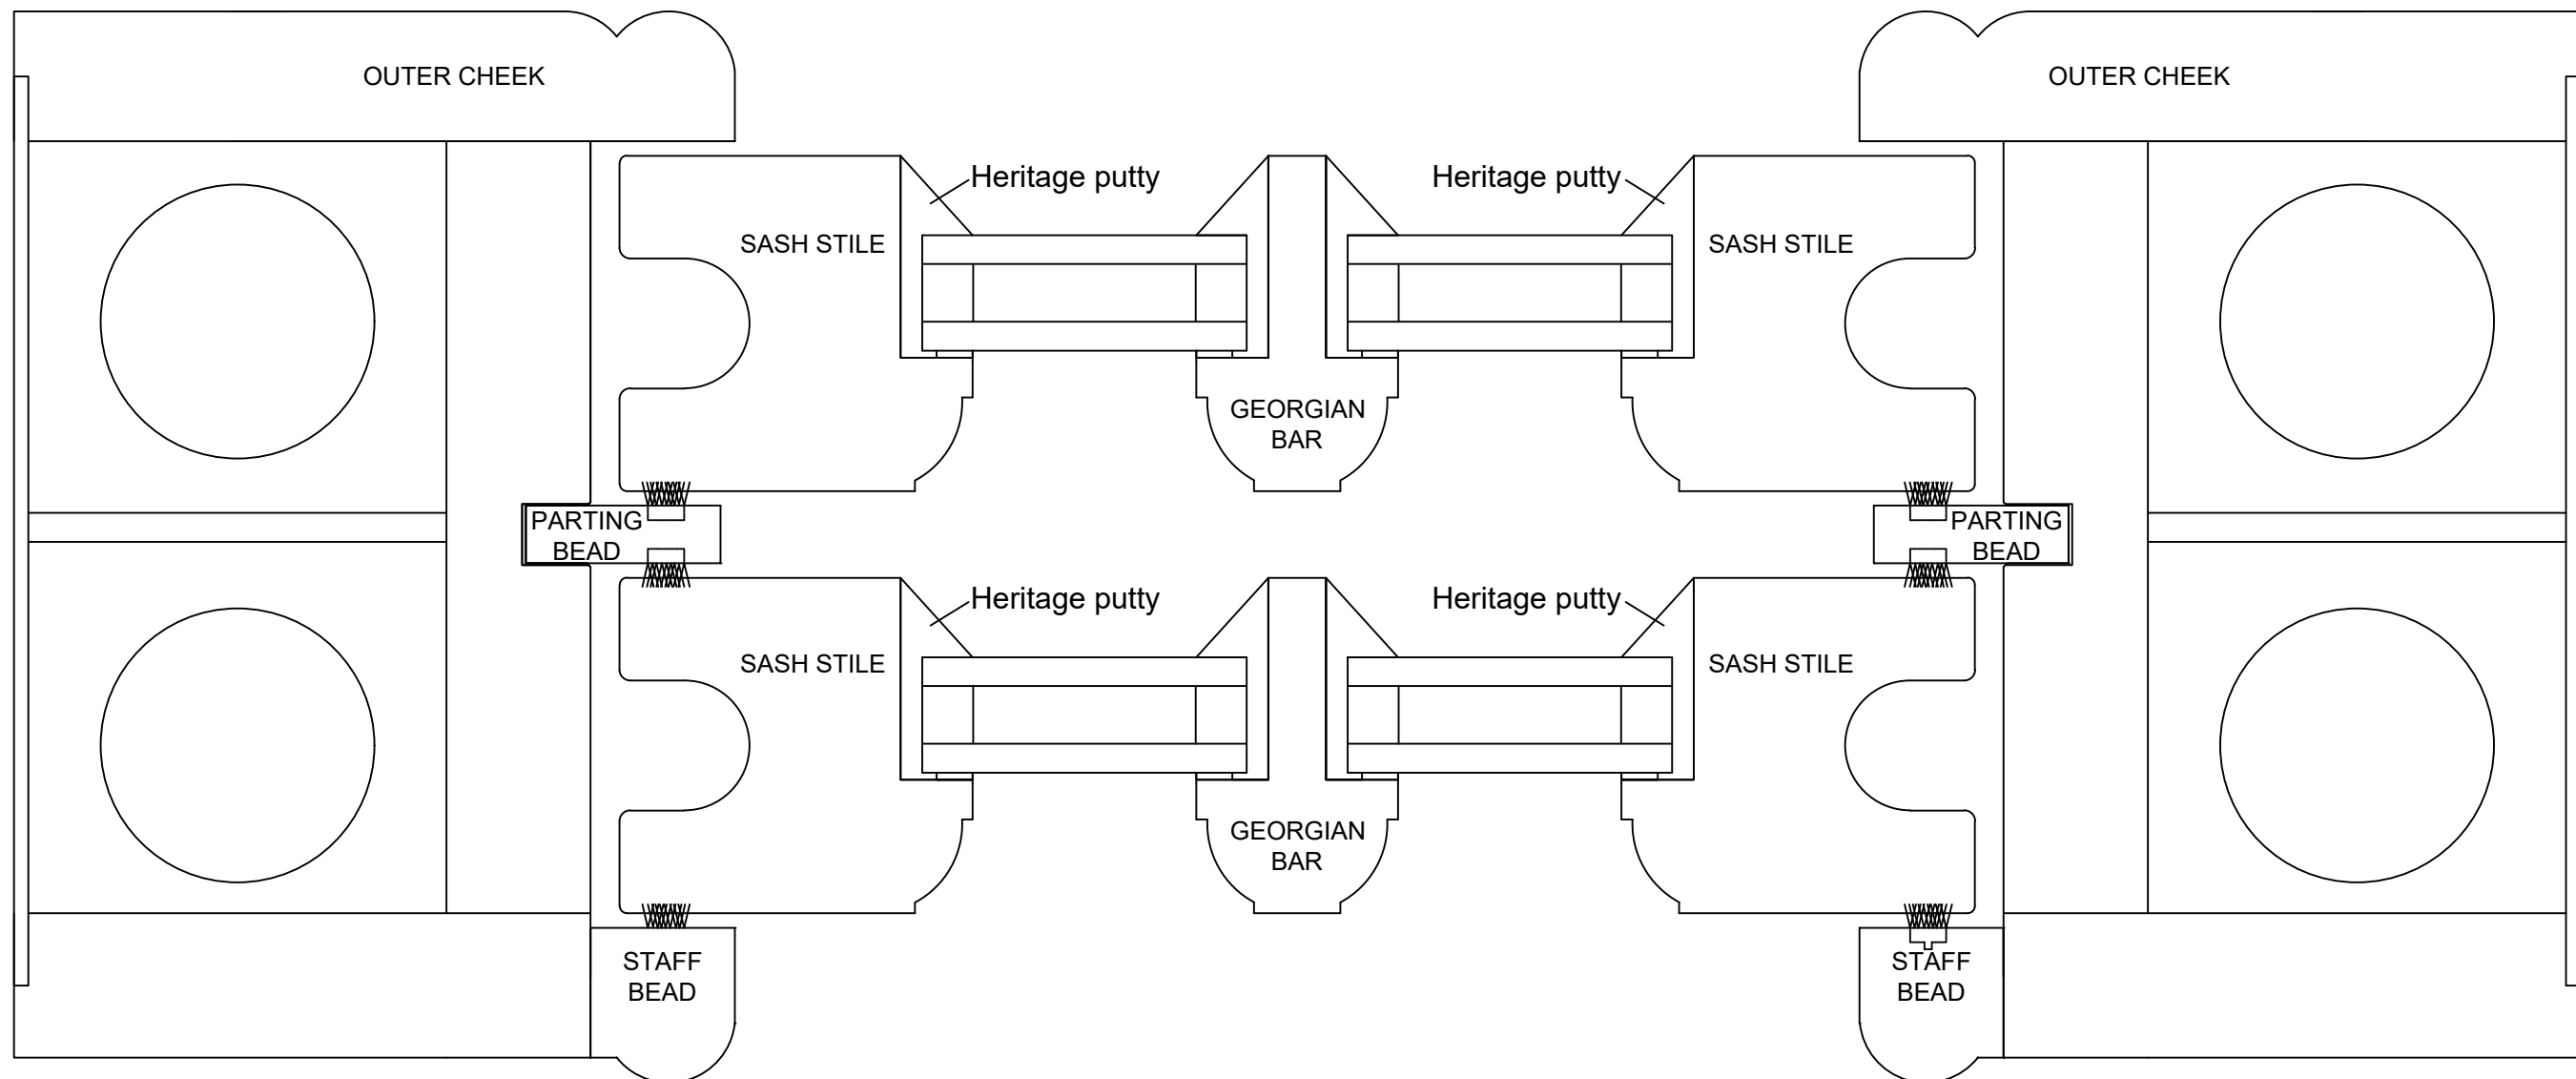 OUTER CHEEK
OUTER CHEEK
Heritage putty
Heritage putty
SASH STILE
SASH STILE
GEORGIAN
BAR
PARTING
BEAD
PARTING
BEAD
Heritage putty
Heritage putty
SASH STILE
SASH STILE
GEORGIAN
BAR
STAFF
BEAD
STAFF
BEAD